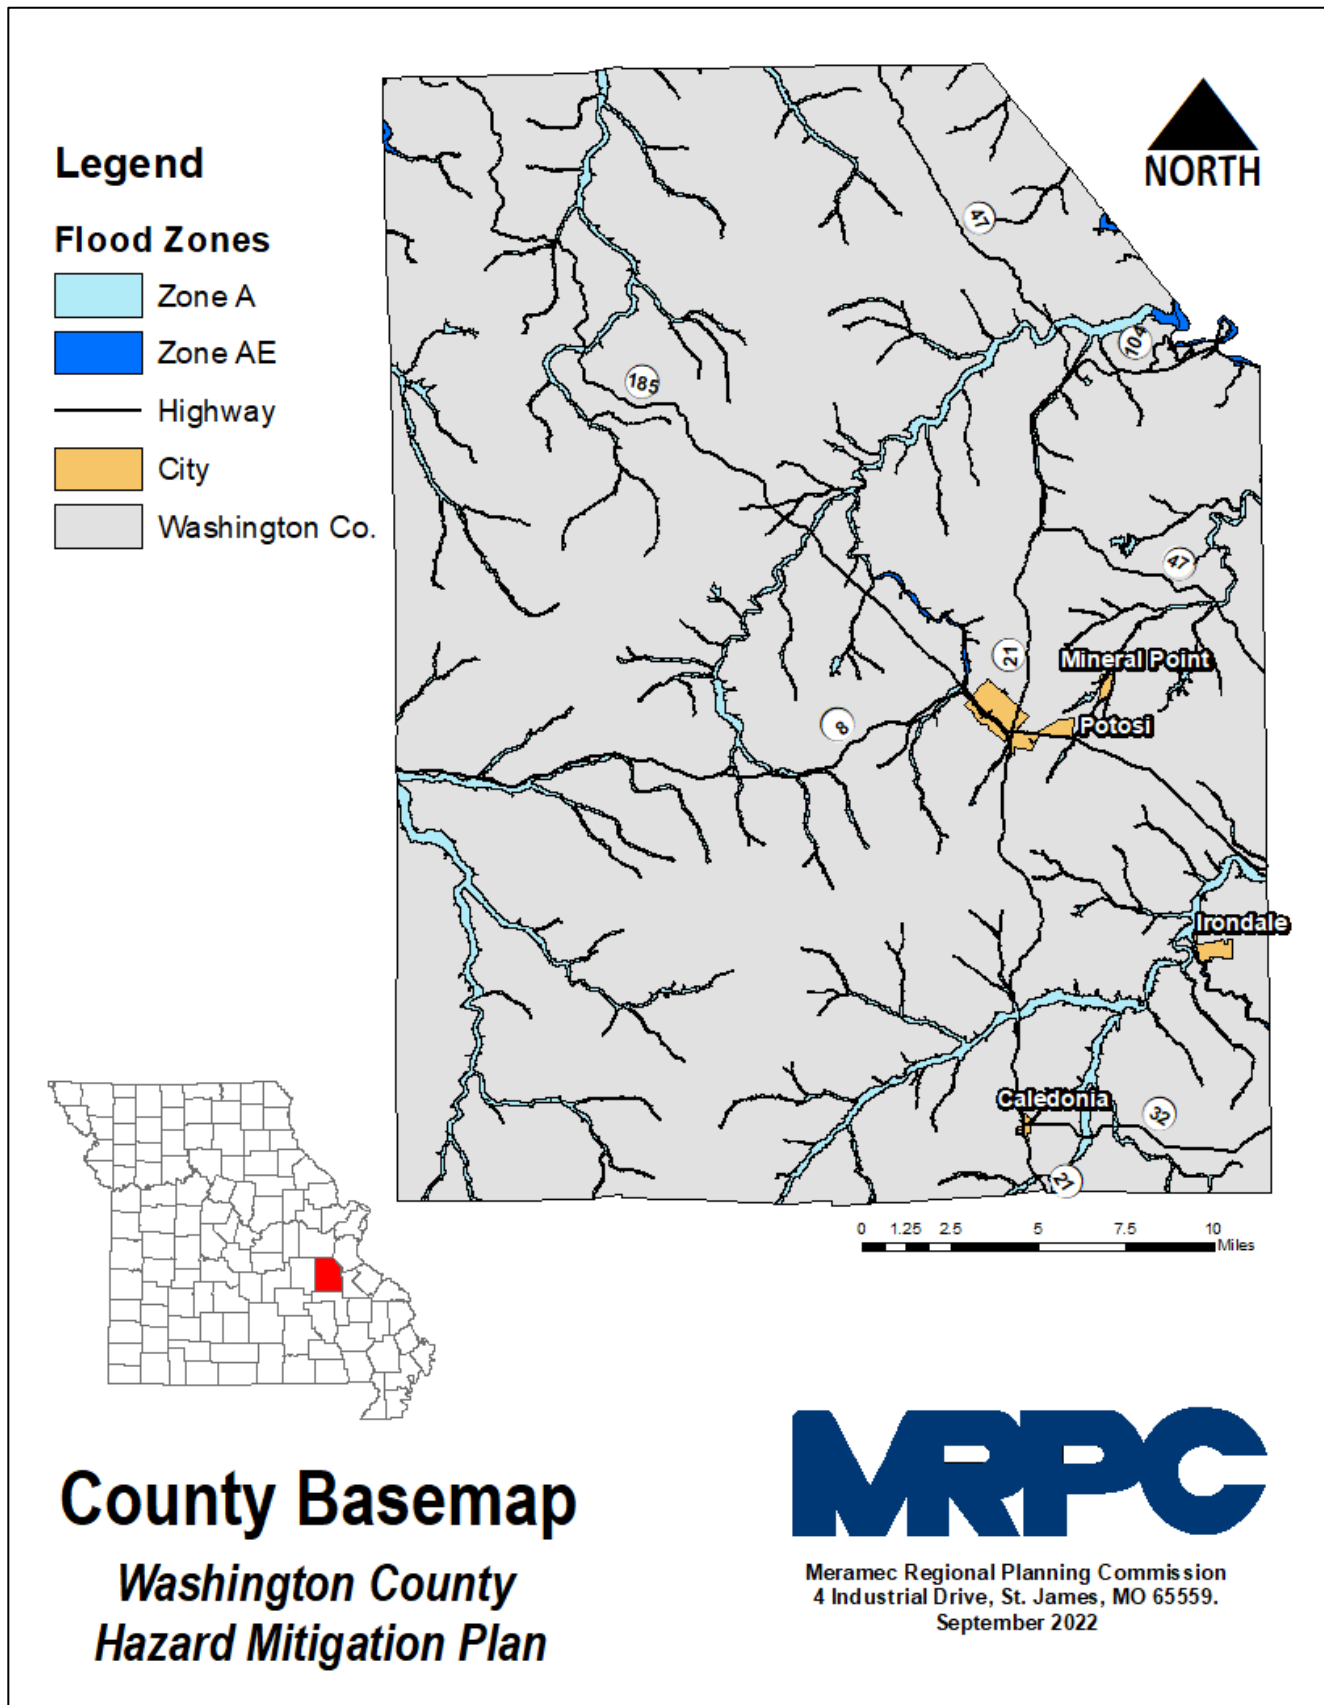 Legend
Flood Zones
Zone A
Zone AE
Highway
City
Washington Co.
NORTH
47
104
185
47
21
Mineral Point
8
Potosi
Irondale
Caledonia
32
21
0 1.25 2.5 5 7.5 10
Miles
County Basemap
Washington County
Hazard Mitigation Plan
MRPC
Meramec Regional Planning Commission
4 Industrial Drive, St. James, MO 65559.
September 2022